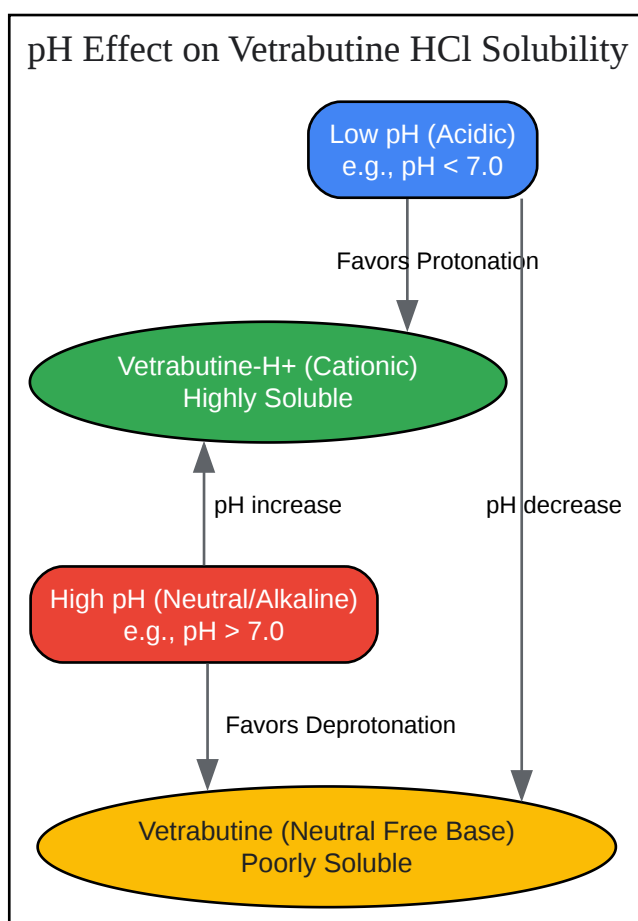 pH Effect on Vetrabutine HCl Solubility
Low pH (Acidic)
e.g., pH < 7.0
Favors Protonation
Vetrabutine-H+ (Cationic)
Highly Soluble
pH increase
pH decrease
High pH (Neutral/Alkaline)
e.g., pH > 7.0
Favors Deprotonation
Vetrabutine (Neutral Free Base)
Poorly Soluble